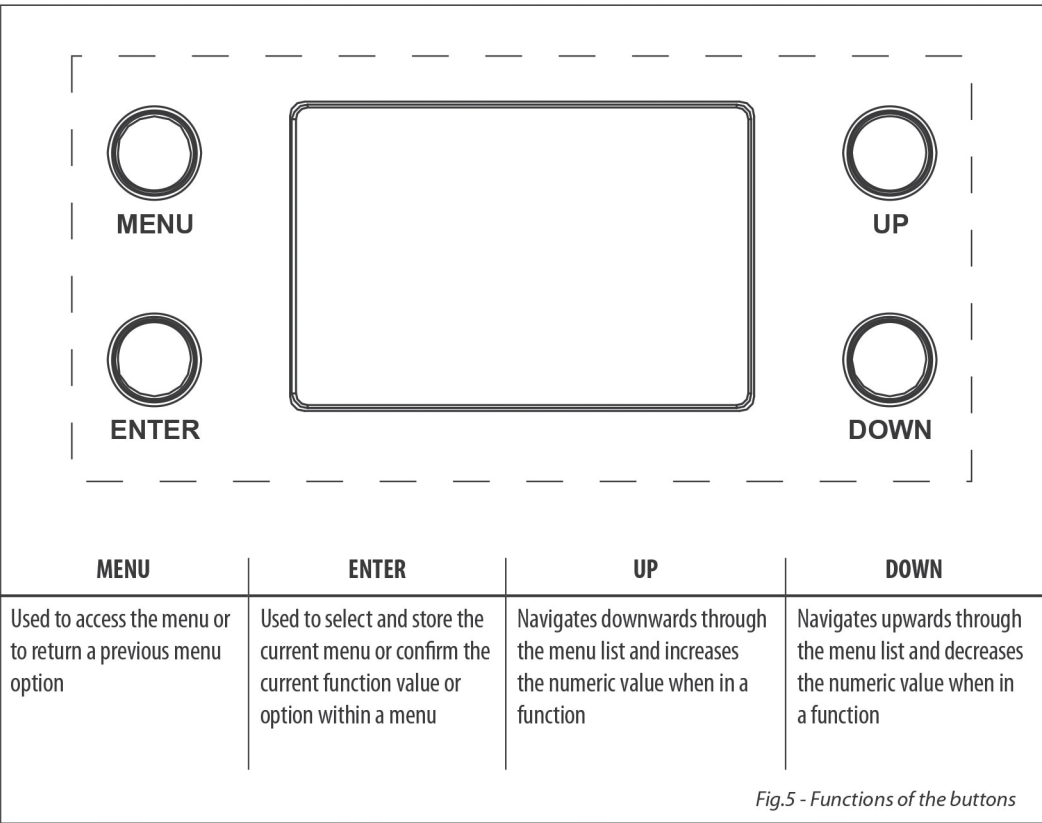 MENU
UP
ENTER
DOWN
MENU
ENTER
UP
DOWN
Used to access the menu or
to return a previous menu
option
Used to select and store the
current menu or confirm the
current function value or
option within a menu
Navigates downwards through
the menu list and increases
the numeric value when in a
function
Navigates upwards through
the menu list and decreases
the numeric value when in
a function
Fig.5 - Functions of the buttons